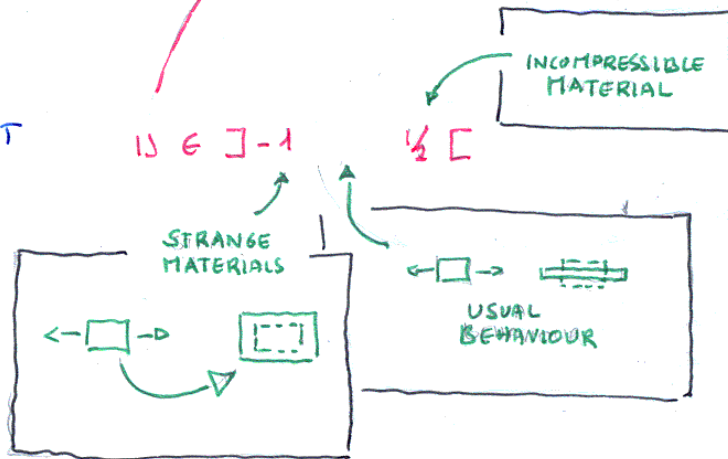 INCOMPRESSIBLE
MATERIAL
T
ν ∈ ]-1 ½ [
STRANGE
MATERIALS
USUAL
BEHAVIOUR